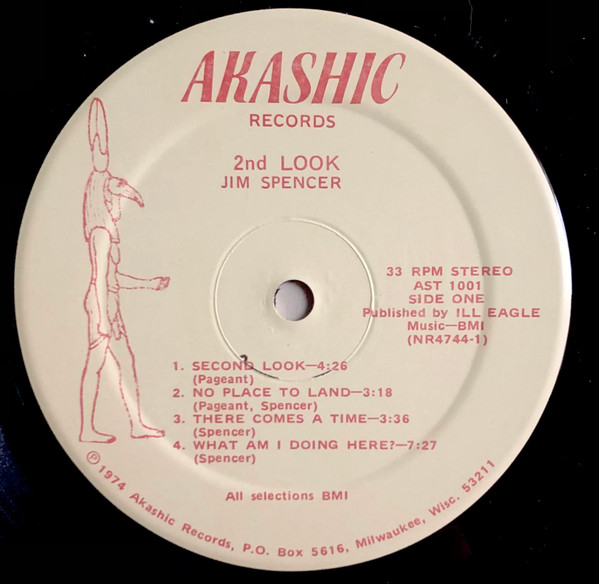 AKASHIC
RECORDS
2nd LOOK
JIM SPENCER
33 RPM STEREO
AST 1001
SIDE ONE
Published by ILL EAGLE
Music—BMI
(NR4744-1)
1. SECOND LOOK—4:26
(Pageant)
2. NO PLACE TO LAND—3:18
(Pageant, Spencer)
3. THERE COMES A TIME—3:36
(Spencer)
4. WHAT AM I DOING HERE?—7:27
(Spencer)
All selections BMI
Ⓟ 1974 Akashic Records, P.O. Box 5616, Milwaukee, Wisc. 53211